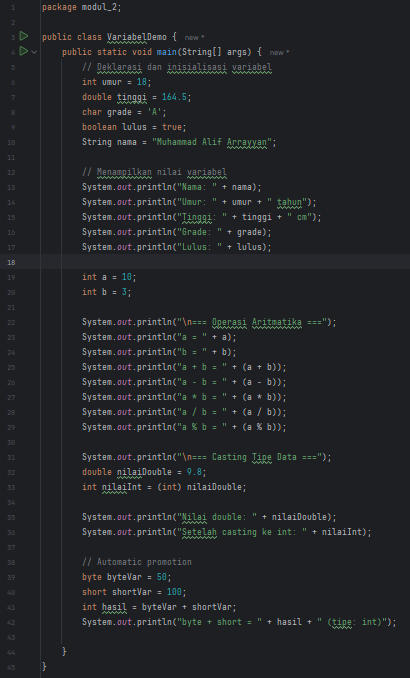 1 package modul_2;
2
3 public class VariabelDemo { new *
4 public static void main(String[] args) { new *
5 // Deklarasi dan inisialisasi variabel
6 int umur = 18;
7 double tinggi = 164.5;
8 char grade = 'A';
9 boolean lulus = true;
10 String nama = "Muhammad Alif Arrayyan";
11
12 // Menampilkan nilai variabel
13 System.out.println("Nama: " + nama);
14 System.out.println("Umur: " + umur + " tahun");
15 System.out.println("Tinggi: " + tinggi + " cm");
16 System.out.println("Grade: " + grade);
17 System.out.println("Lulus: " + lulus);
18
19 int a = 10;
20 int b = 3;
21
22 System.out.println("\n=== Operasi Aritmatika ===");
23 System.out.println("a = " + a);
24 System.out.println("b = " + b);
25 System.out.println("a + b = " + (a + b));
26 System.out.println("a - b = " + (a - b));
27 System.out.println("a * b = " + (a * b));
28 System.out.println("a / b = " + (a / b));
29 System.out.println("a % b = " + (a % b));
30
31 System.out.println("\n=== Casting Tipe Data ===");
32 double nilaiDouble = 9.8;
33 int nilaiInt = (int) nilaiDouble;
34
35 System.out.println("Nilai double: " + nilaiDouble);
36 System.out.println("Setelah casting ke int: " + nilaiInt);
37
38 // Automatic promotion
39 byte byteVar = 50;
40 short shortVar = 100;
41 int hasil = byteVar + shortVar;
42 System.out.println("byte + short = " + hasil + " (tipe: int)");
43
44 }
45 }